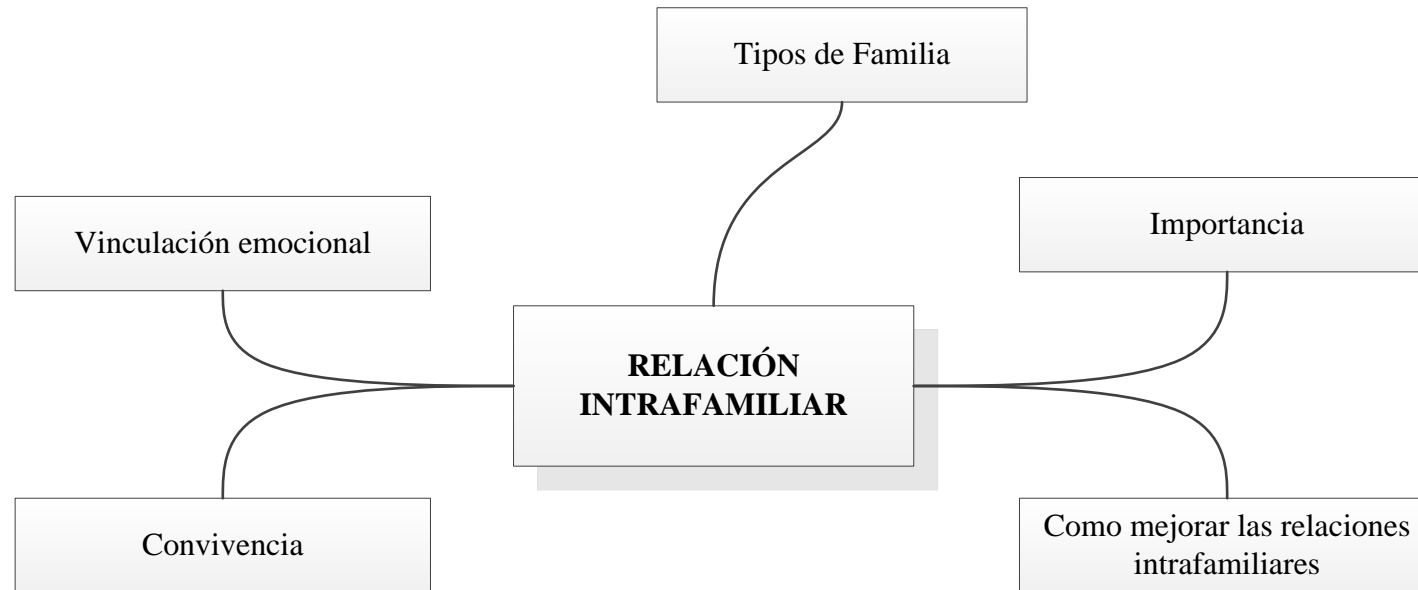 Tipos de Familia
Vinculación emocional
Importancia
RELACIÓN
INTRAFAMILIAR
Convivencia
Como mejorar las relaciones
intrafamiliares